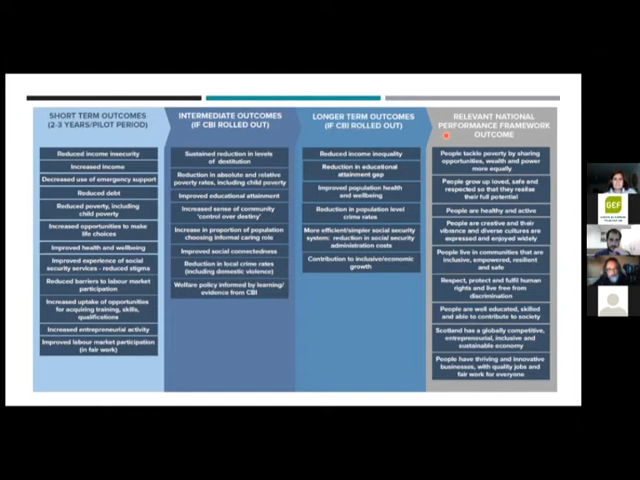 SHORT TERM OUTCOMES
(2-3 YEARS/PILOT PERIOD)
Reduced income insecurity
Increased income
Decreased use of emergency support
Reduced debt
Reduced poverty, including
child poverty
Increased opportunities to make
life choices
Improved health and wellbeing
Improved experience of social
security services - reduced stigma
Reduced barriers to labour market
participation
Increased uptake of opportunities
for acquiring training, skills,
qualifications
Increased entrepreneurial activity
Improved labour market participation
(in fair work)
INTERMEDIATE OUTCOMES
(IF CBI ROLLED OUT)
Sustained reduction in levels
of destitution
Reduction in absolute and relative
poverty rates, including child poverty
Improved educational attainment
Increased sense of community
'control over destiny'
Increase in proportion of population
choosing informal caring role
Improved social connectedness
Reduction in local crime rates
(including domestic violence)
Welfare policy informed by learning/
evidence from CBI
LONGER TERM OUTCOMES
(IF CBI ROLLED OUT)
Reduced income inequality
Reduction in educational
attainment gap
Improved population health
and wellbeing
Reduction in population level
crime rates
More efficient/simpler social security
system: reduction in social security
administration costs
Contribution to inclusive/economic
growth
RELEVANT NATIONAL
PERFORMANCE FRAMEWORK
OUTCOME
People tackle poverty by sharing
opportunities, wealth and power
more equally
People grow up loved, safe and
respected so that they realise
their full potential
People are healthy and active
People are creative and their
vibrance and diverse cultures are
expressed and enjoyed widely
People live in communities that are
inclusive, empowered, resilient
and safe
Respect, protect and fulfil human
rights and live free from
discrimination
People are well educated, skilled
and able to contribute to society
Scotland has a globally competitive,
entrepreneurial, inclusive and
sustainable economy
People have thriving and innovative
businesses, with quality jobs and
fair work for everyone
GEF